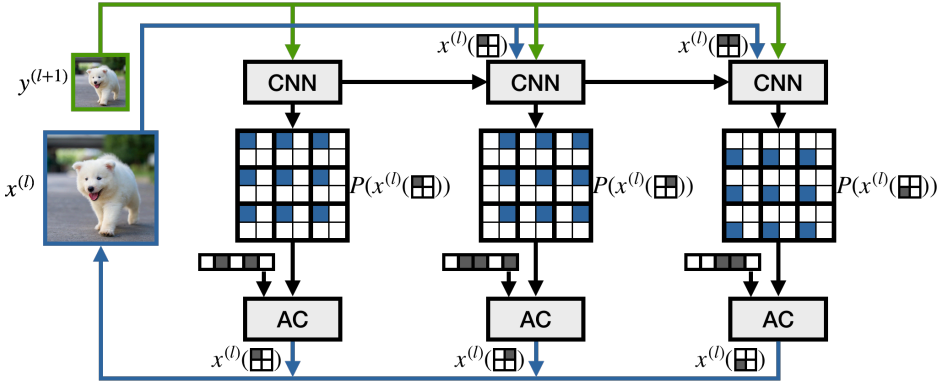 x^{(l)}( ) x^{(l)}( )
y^{(l+1)} CNN CNN CNN
x^{(l)} P(x^{(l)}( )) P(x^{(l)}( )) P(x^{(l)}( ))
AC AC AC
x^{(l)}( ) x^{(l)}( ) x^{(l)}( )